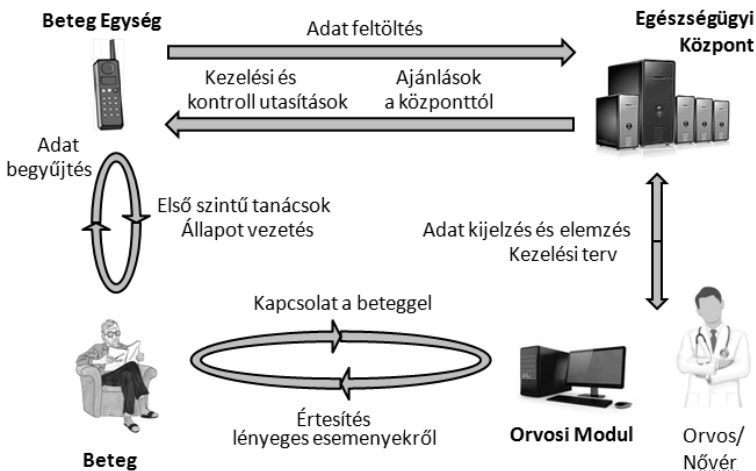 Beteg Egység
Adat feltöltés
Egészségügyi
Központ
Kezelési és
kontroll utasítások
Ajánlások
a központtól
Adat
begyűjtés
Első szintű tanácsok
Állapot vezetés
Adat kijelzés és elemzés
Kezelési terv
Kapcsolat a beteggel
Értesítés
lényeges esemenyekről
Beteg
Orvosi Modul
Orvos/
Nővér